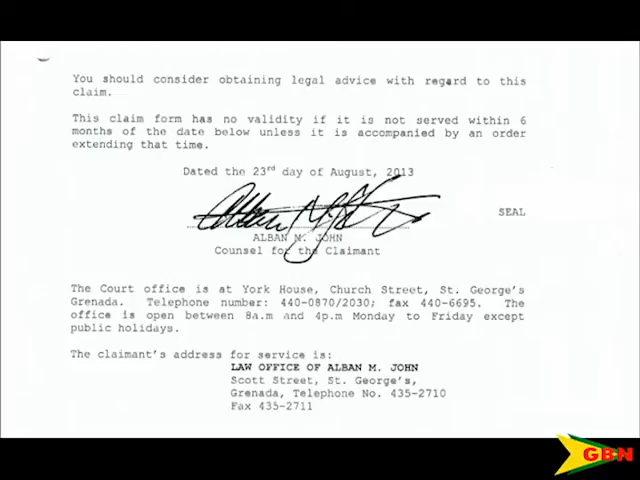 You should consider obtaining legal advice with regard to this
claim.
This claim form has no validity if it is not served within 6
months of the date below unless it is accompanied by an order
extending that time.
Dated the 23rd day of August, 2013
SEAL
ALBAN M. JOHN
Counsel for the Claimant
The Court office is at York House, Church Street, St. George's
Grenada. Telephone number: 440-0870/2030; fax 440-6695. The
office is open between 8a.m and 4p.m Monday to Friday except
public holidays.
The claimant's address for service is:
LAW OFFICE OF ALBAN M. JOHN
Scott Street, St. George's,
Grenada, Telephone No. 435-2710
Fax 435-2711
GBN